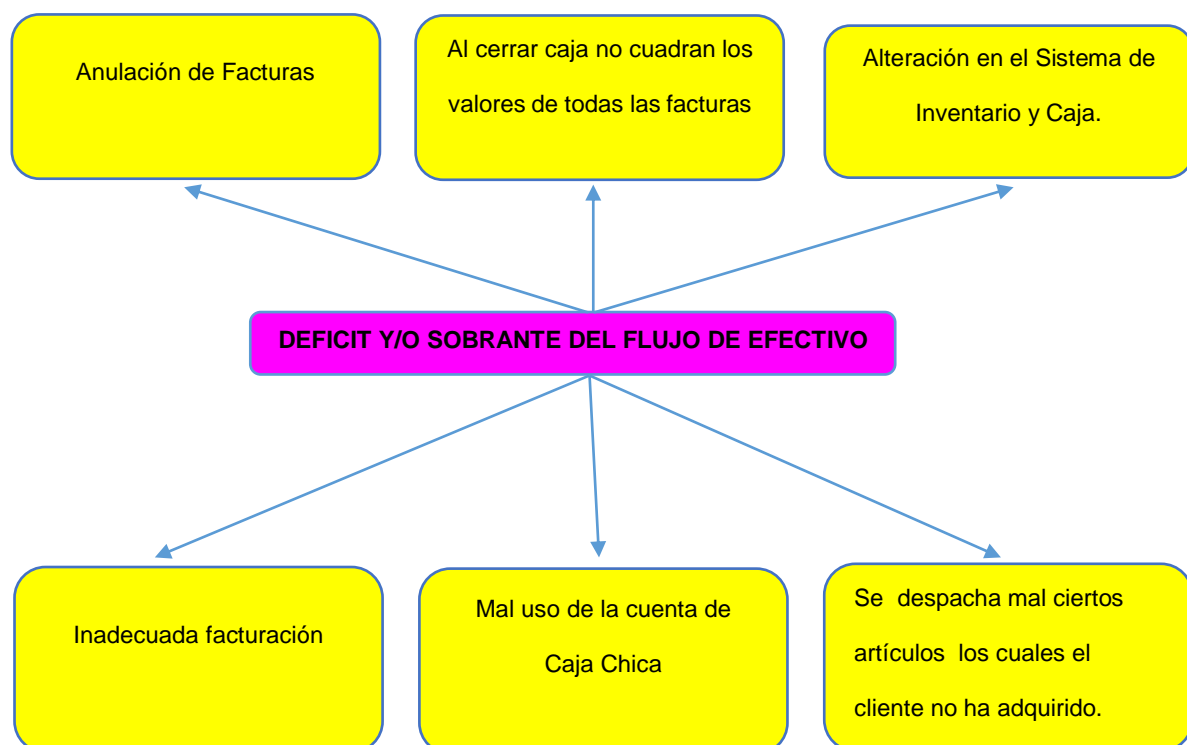 Anulación de Facturas
Al cerrar caja no cuadran los
valores de todas las facturas
Alteración en el Sistema de
Inventario y Caja.
DEFICIT Y/O SOBRANTE DEL FLUJO DE EFECTIVO
Inadecuada facturación
Mal uso de la cuenta de
Caja Chica
Se despacha mal ciertos
artículos los cuales el
cliente no ha adquirido.